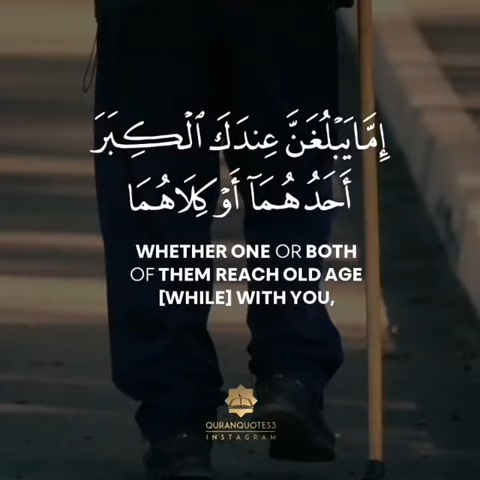 إِمَّا يَبْلُغَنَّ عِندَكَ ٱلْكِبَرَ
أَحَدُهُمَآ أَوْ كِلَاهُمَا
WHETHER ONE OR BOTH
OF THEM REACH OLD AGE
[WHILE] WITH YOU,
QURANQUOTES3
INSTAGRAM